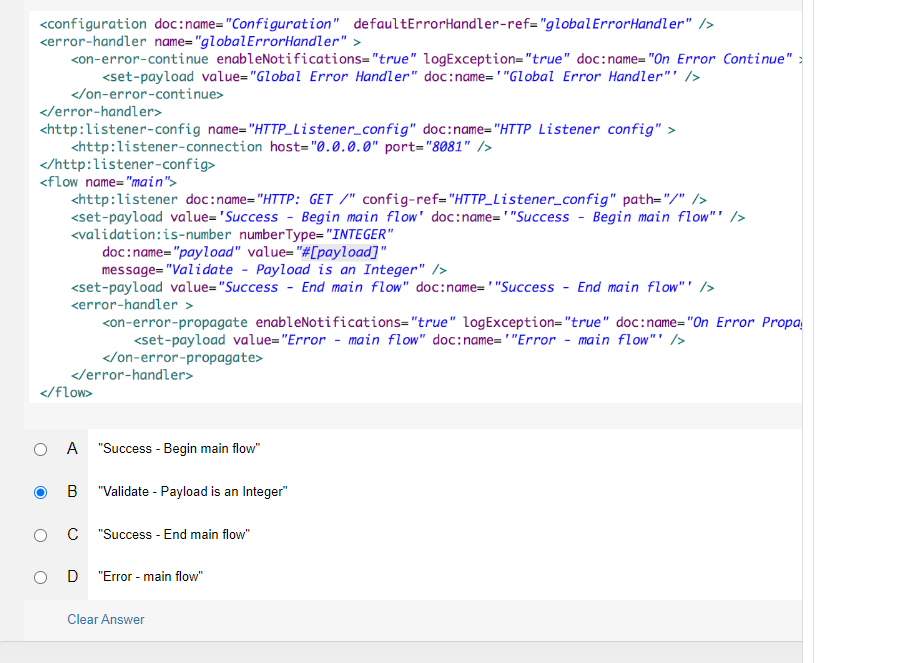 <configuration doc:name="Configuration" defaultErrorHandler-ref="globalErrorHandler" />
<error-handler name="globalErrorHandler" >
<on-error-continue enableNotifications="true" logException="true" doc:name="On Error Continue" >
<set-payload value="Global Error Handler" doc:name='"Global Error Handler"' />
</on-error-continue>
</error-handler>
<http:listener-config name="HTTP_Listener_config" doc:name="HTTP Listener config" >
<http:listener-connection host="0.0.0.0" port="8081" />
</http:listener-config>
<flow name="main">
<http:listener doc:name="HTTP: GET /" config-ref="HTTP_Listener_config" path="/" />
<set-payload value='Success - Begin main flow' doc:name='"Success - Begin main flow"' />
<validation:is-number numberType="INTEGER"
doc:name="payload" value="#[payload]"
message="Validate - Payload is an Integer" />
<set-payload value="Success - End main flow" doc:name='"Success - End main flow"' />
<error-handler >
<on-error-propagate enableNotifications="true" logException="true" doc:name="On Error Propa
<set-payload value="Error - main flow" doc:name='"Error - main flow"' />
</on-error-propagate>
</error-handler>
</flow>
A "Success - Begin main flow"
B "Validate - Payload is an Integer"
C "Success - End main flow"
D "Error - main flow"
Clear Answer